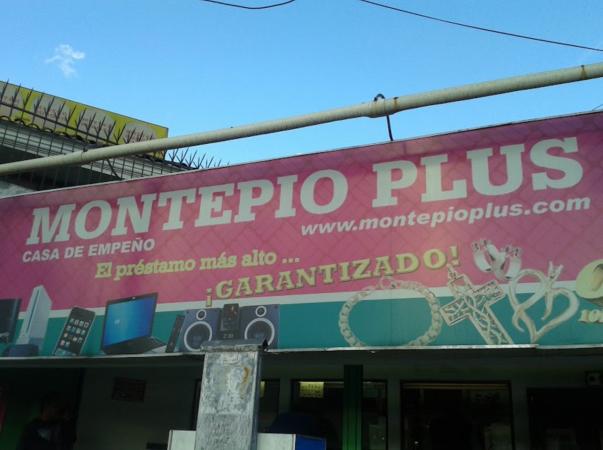 MONTEPIO PLUS
CASA DE EMPEÑO
www.montepioplus.com
El préstamo más alto ...
¡GARANTIZADO!